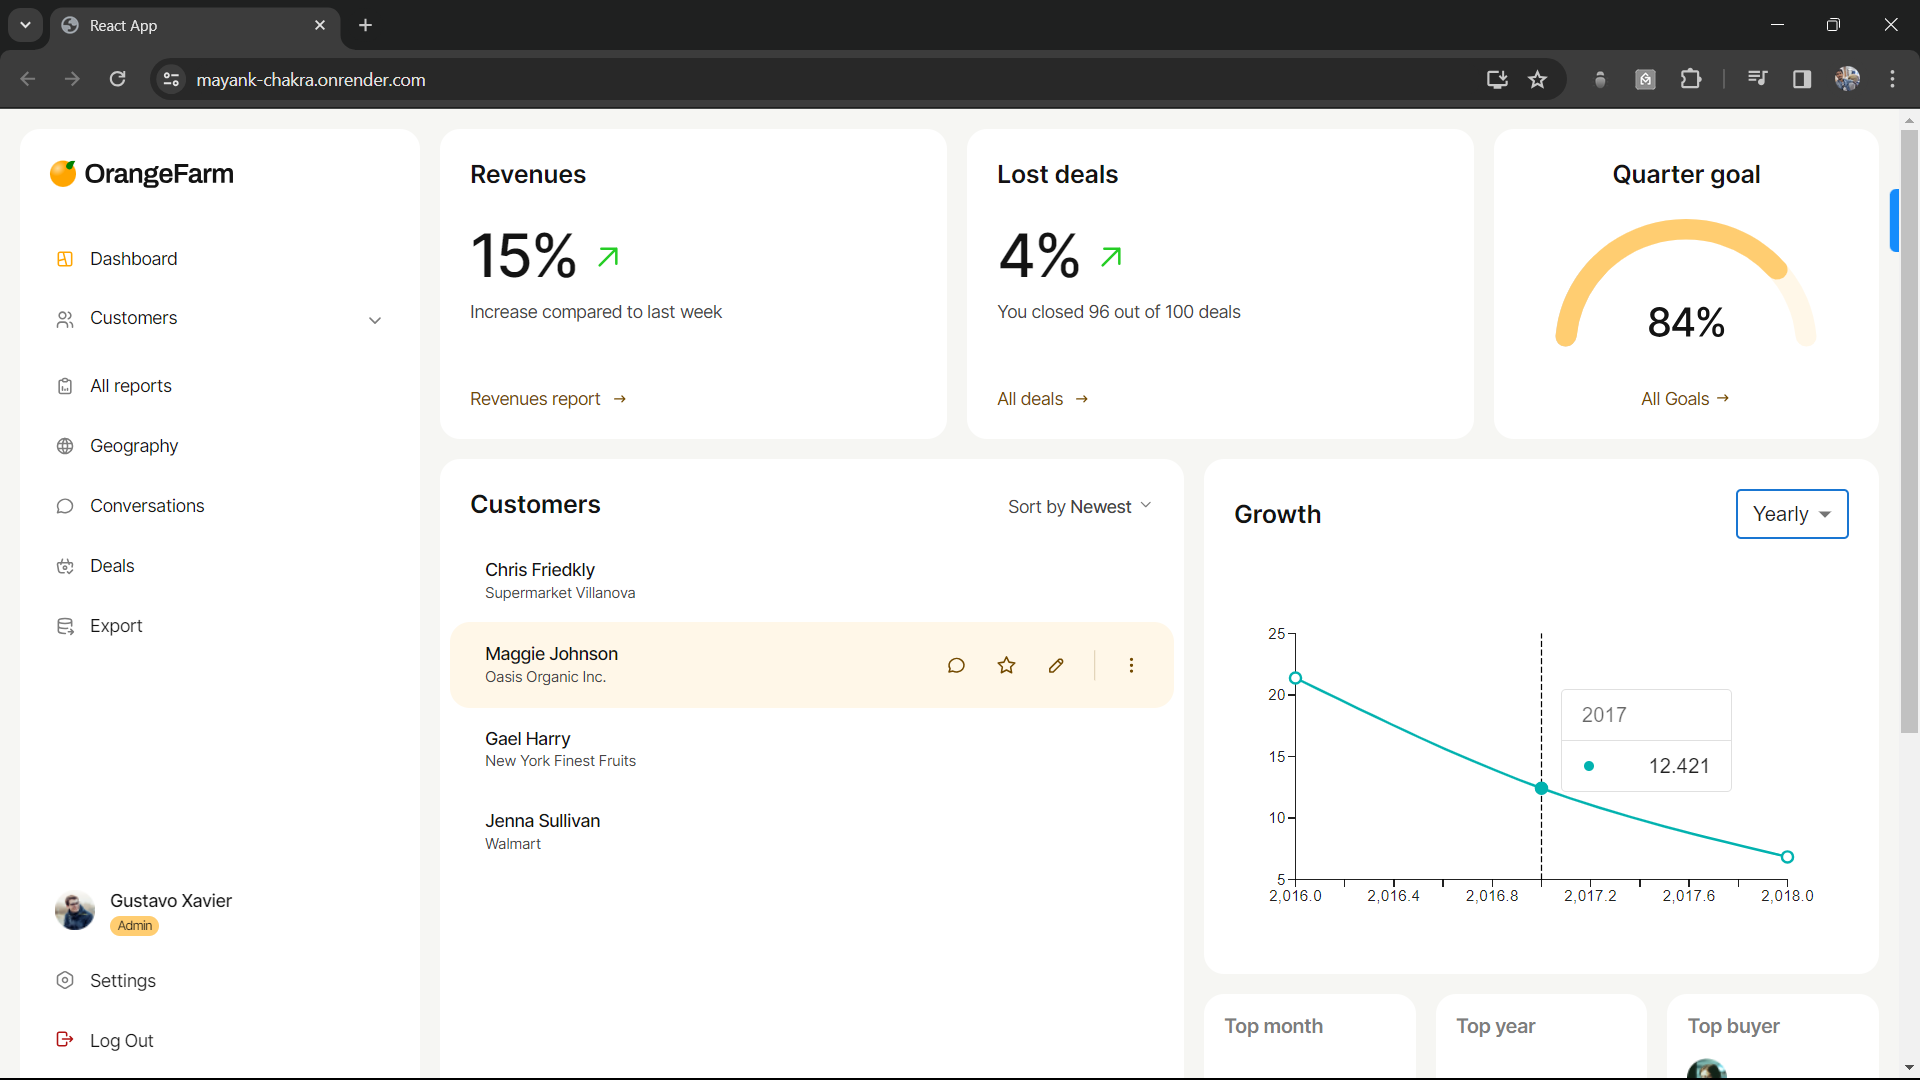 React App
mayank-chakra.onrender.com
OrangeFarm
Dashboard
Customers
All reports
Geography
Conversations
Deals
Export
Gustavo Xavier
Admin
Settings
Log Out
Revenues
15%
Increase compared to last week
Revenues report →
Lost deals
4%
You closed 96 out of 100 deals
All deals →
Quarter goal
84%
All Goals →
Customers
Sort by Newest
Chris Friedkly
Supermarket Villanova
Maggie Johnson
Oasis Organic Inc.
Gael Harry
New York Finest Fruits
Jenna Sullivan
Walmart
Growth
Yearly
25
20
15
10
5
2,016.0 2,016.4 2,016.8 2,017.2 2,017.6 2,018.0
2017
12.421
Top month
Top year
Top buyer